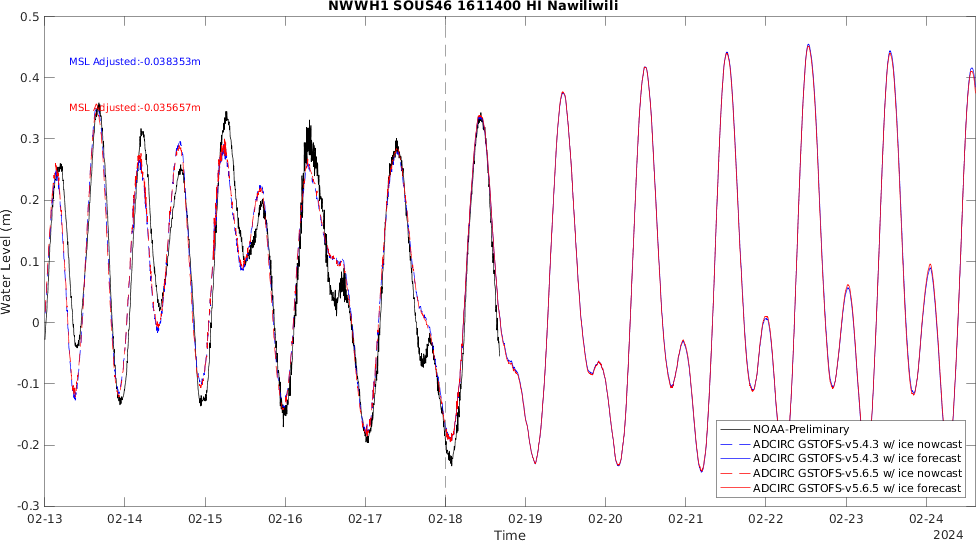 NWWH1 SOUS46 1611400 HI Nawiliwili
MSL Adjusted:-0.038353m
MSL Adjusted:-0.035657m
Water Level (m)
0.5
0.4
0.3
0.2
0.1
0
-0.1
-0.2
-0.3
NOAA-Preliminary
ADCIRC GSTOFS-v5.4.3 w/ ice nowcast
ADCIRC GSTOFS-v5.4.3 w/ ice forecast
ADCIRC GSTOFS-v5.6.5 w/ ice nowcast
ADCIRC GSTOFS-v5.6.5 w/ ice forecast
02-13 02-14 02-15 02-16 02-17 02-18 02-19 02-20 02-21 02-22 02-23 02-24
Time
2024